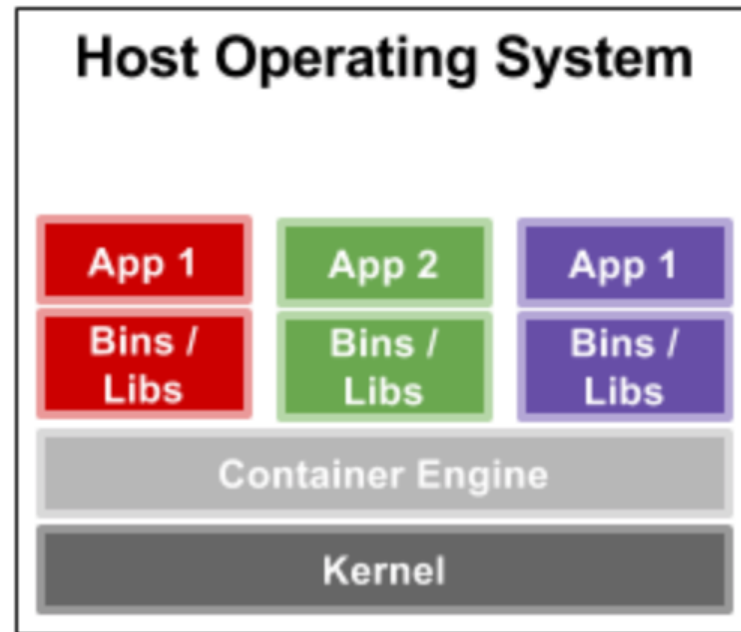 Host Operating System
App 1
App 2
App 1
Bins /
Libs
Bins /
Libs
Bins /
Libs
Container Engine
Kernel